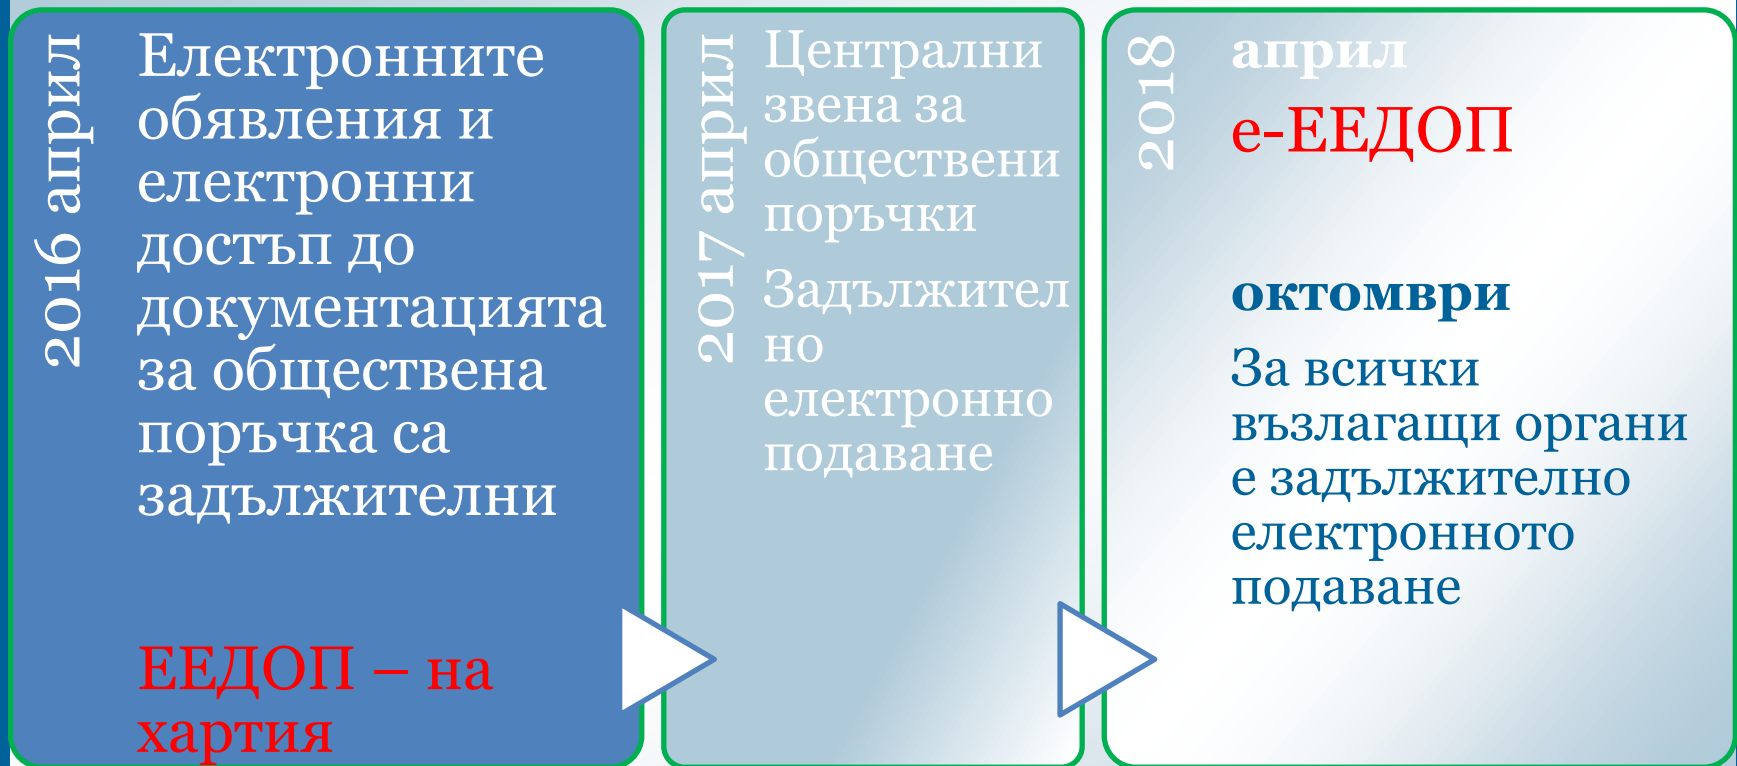 2016 април
Електронните
обявления и
електронни
достъп до
документацията
за обществена
поръчка са
задължителни
ЕЕДОП – на
хартия
2017 април
Централни
звена за
обществени
поръчки
Задължител
но
електронно
подаване
2018
април
е-ЕЕДОП
октомври
За всички
възлагащи органи
е задължително
електронното
подаване